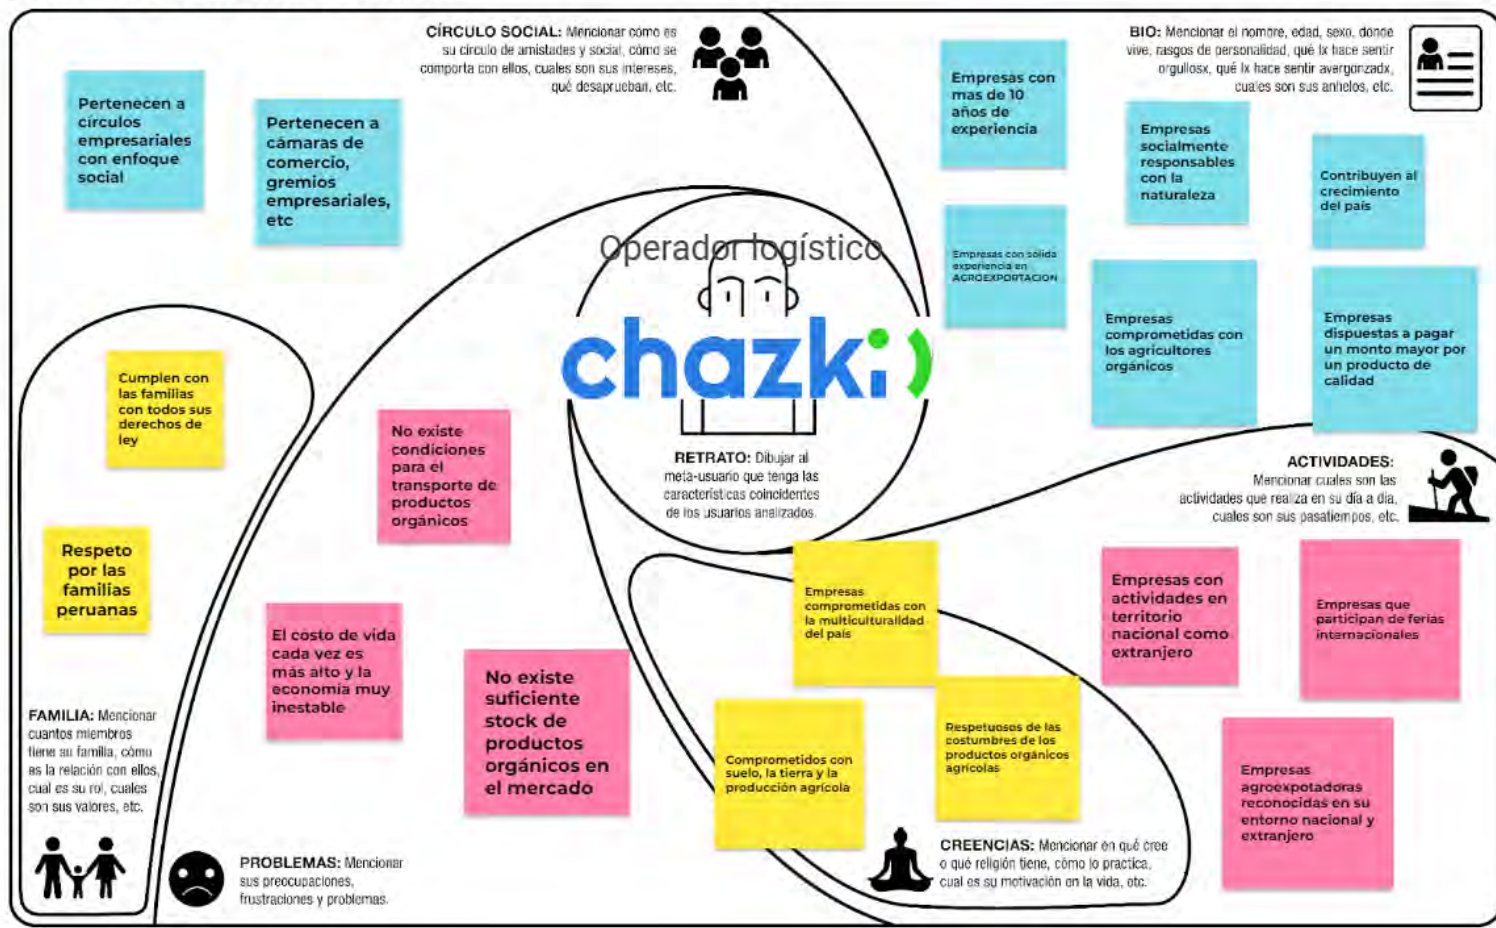 CÍRCULO SOCIAL: Mencionar cómo es
su círculo de amistades y social, cómo se
comporta con ellos, cuales son sus intereses,
qué desaprueban, etc.
Pertenecen a
círculos
empresariales
con enfoque
social
Pertenecen a
cámaras de
comercio,
gremios
empresariales,
etc
BIO: Mencionar el nombre, edad, sexo, donde
vive, rasgos de personalidad, qué lx hace sentir
orgullosx, qué lx hace sentir avergonzadx,
cuales son sus anhelos, etc.
Empresas con
mas de 10
años de
experiencia
Empresas
socialmente
responsables
con la
naturaleza
Contribuyen al
crecimiento
del país
Empresas con sólida
experiencia en
AGROEXPORTACION
Empresas
comprometidas con
los agricultores
orgánicos
Empresas
dispuestas a pagar
un monto mayor por
un producto de
calidad
Operador logístico
chazki
RETRATO: Dibujar al
meta-usuario que tenga las
características coincidentes
de los usuarios analizados.
Cumplen con
las familias
con todos sus
derechos de
ley
Respeto
por las
familias
peruanas
FAMILIA: Mencionar
cuantos miembros
tiene su familia, cómo
es la relación con ellos,
cual es su rol, cuales
son sus valores, etc.
No existe
condiciones
para el
transporte de
productos
orgánicos
El costo de vida
cada vez es
más alto y la
economía muy
inestable
No existe
suficiente
stock de
productos
orgánicos en
el mercado
PROBLEMAS: Mencionar
sus preocupaciones,
frustraciones y problemas.
Empresas
comprometidas con
la multiculturalidad
del país
Comprometidos con
suelo, la tierra y la
producción agrícola
Respetuosos de las
costumbres de los
productos orgánicos
agrícolas
CREENCIAS: Mencionar en qué cree
o qué religión tiene, cómo lo practica,
cual es su motivación en la vida, etc.
ACTIVIDADES:
Mencionar cuales son las
actividades que realiza en su día a día,
cuales son sus pasatiempos, etc.
Empresas con
actividades en
territorio
nacional como
extranjero
Empresas que
participan de ferias
internacionales
Empresas
agroexpotadoras
reconocidas en su
entorno nacional y
extranjero